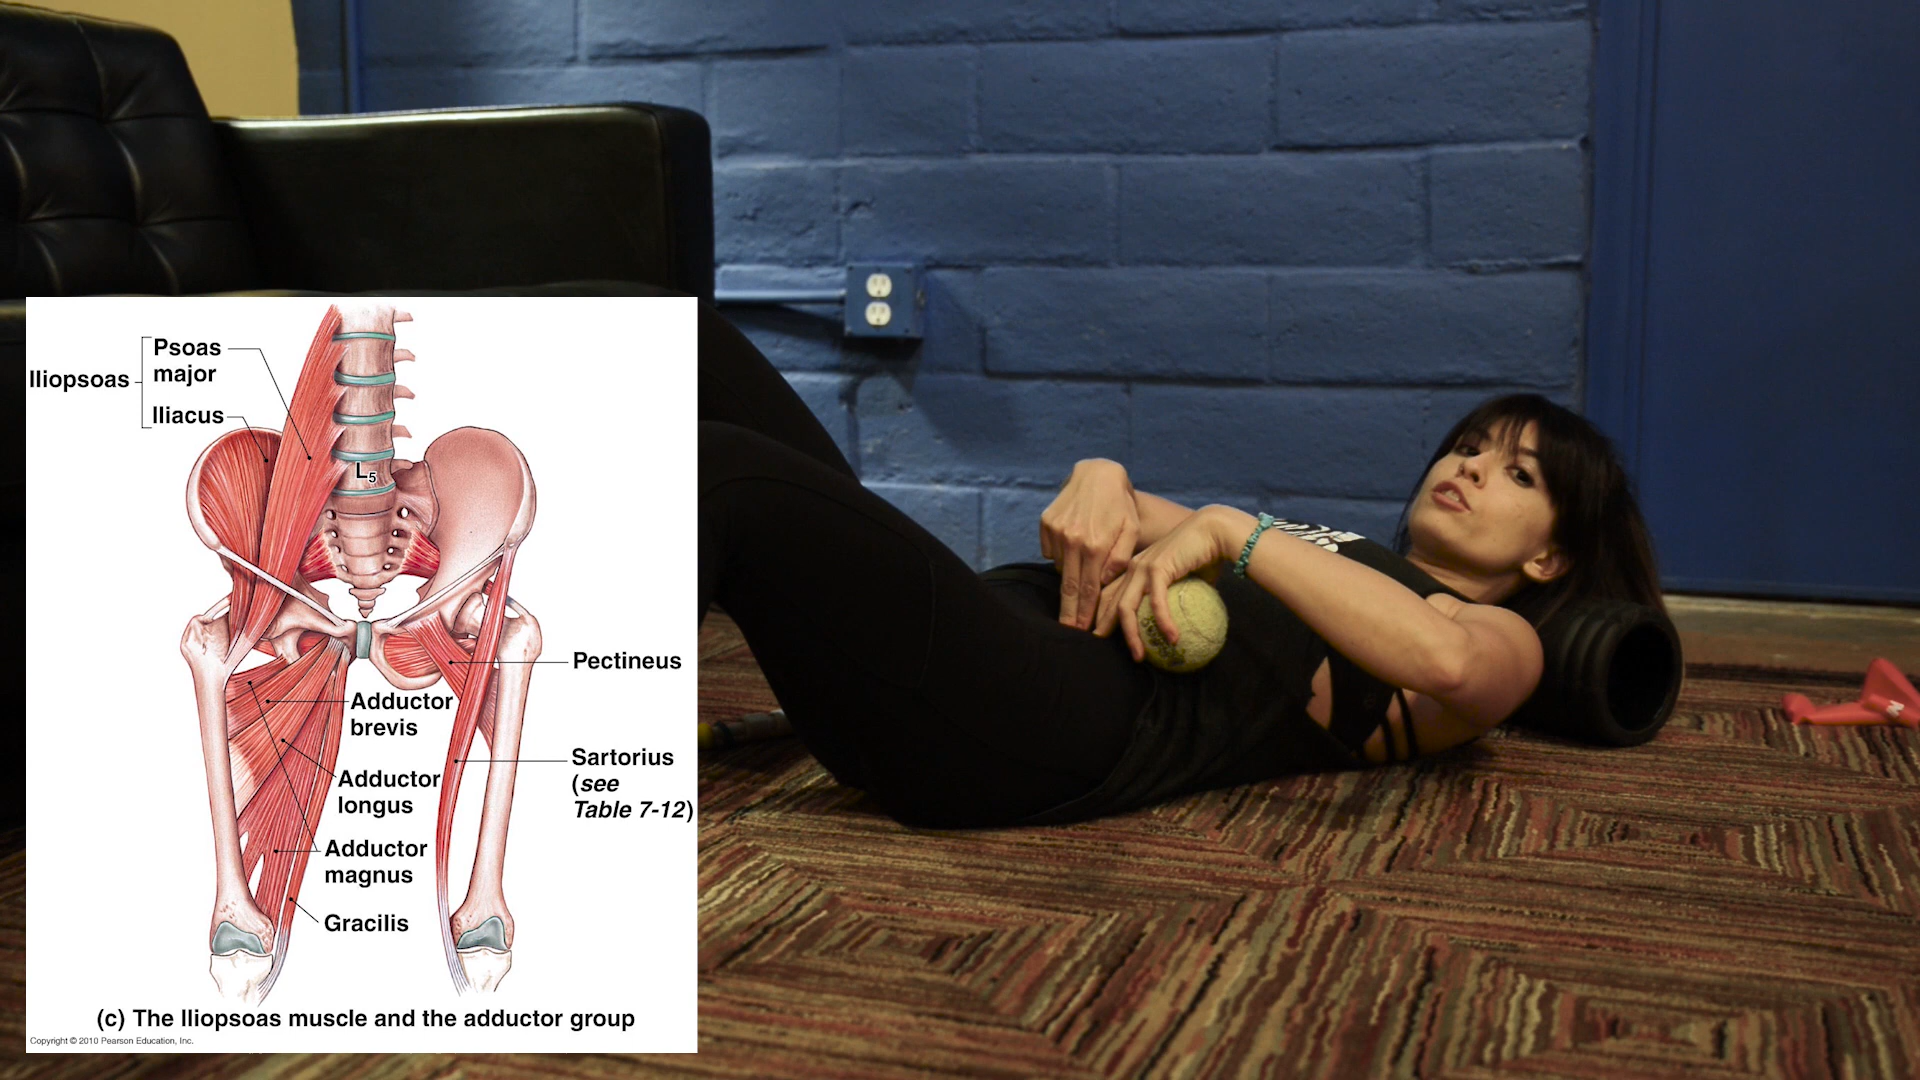 Psoas
major
Iliopsoas
Iliacus
L5
Pectineus
Adductor
brevis
Sartorius
(see
Table 7-12)
Adductor
longus
Adductor
magnus
Gracilis
(c) The Iliopsoas muscle and the adductor group
Copyright © 2010 Pearson Education, Inc.